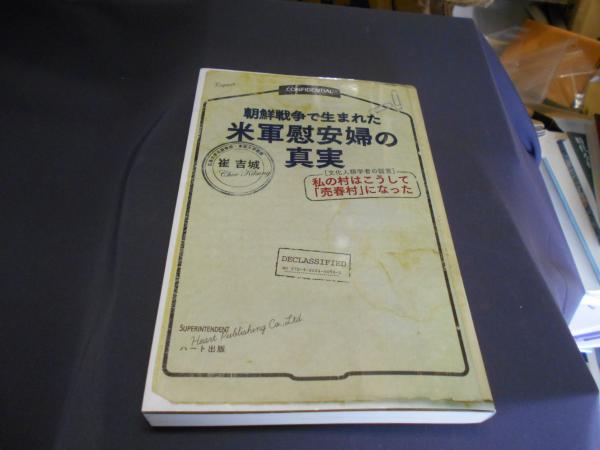 Report
CONFIDENTIAL
朝鮮戦争で生まれた
米軍慰安婦の
真実
崔 吉城
Choe Kilsung
[文化人類学者の証言]
私の村はこうして
「売春村」になった
DECLASSIFIED
SUPERINTENDENT
Heart Publishing Co.,Ltd
ハート出版